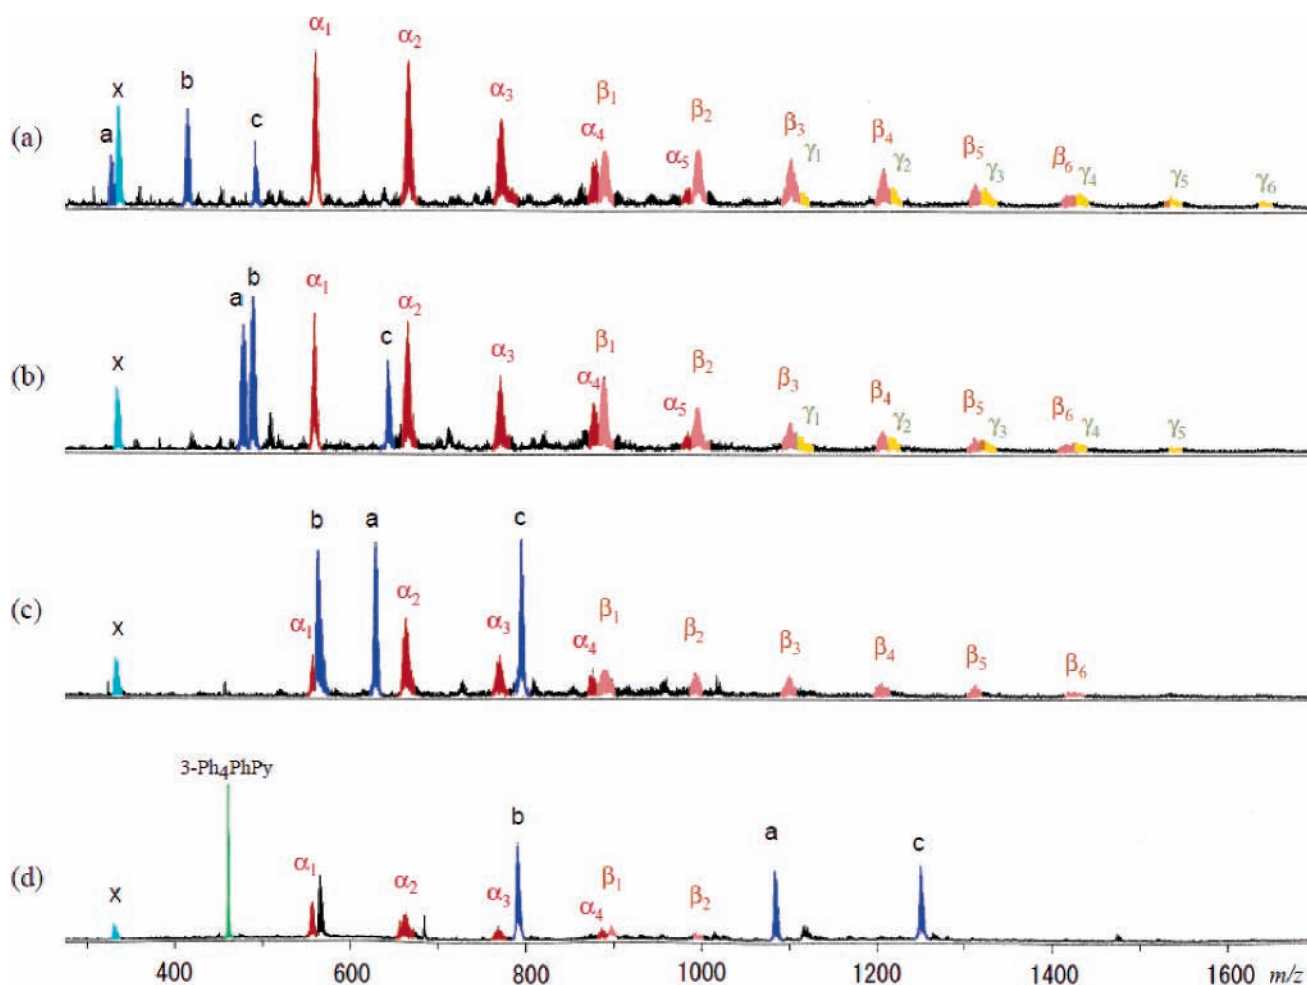 α₁ α₂
x b α₃ β₁
a c β₂ β₃
(a) α₄ γ₁ β₄ γ₂ β₅ γ₃ β₆ γ₄ γ₅ γ₆
α₅
b α₁
a α₂
x c α₃ β₁
(b) α₄ β₂ β₃ β₄ β₅ β₆
α₅ γ₁ γ₂ γ₃ γ₄ γ₅
b a c
α₂
(c) x α₁ α₃ α₄ β₁ β₂ β₃ β₄ β₅ β₆
3-Ph₄PhPy
b a c
(d) x α₁ α₂ α₃ α₄ β₁ β₂
400 600 800 1000 1200 1400 1600 m/z